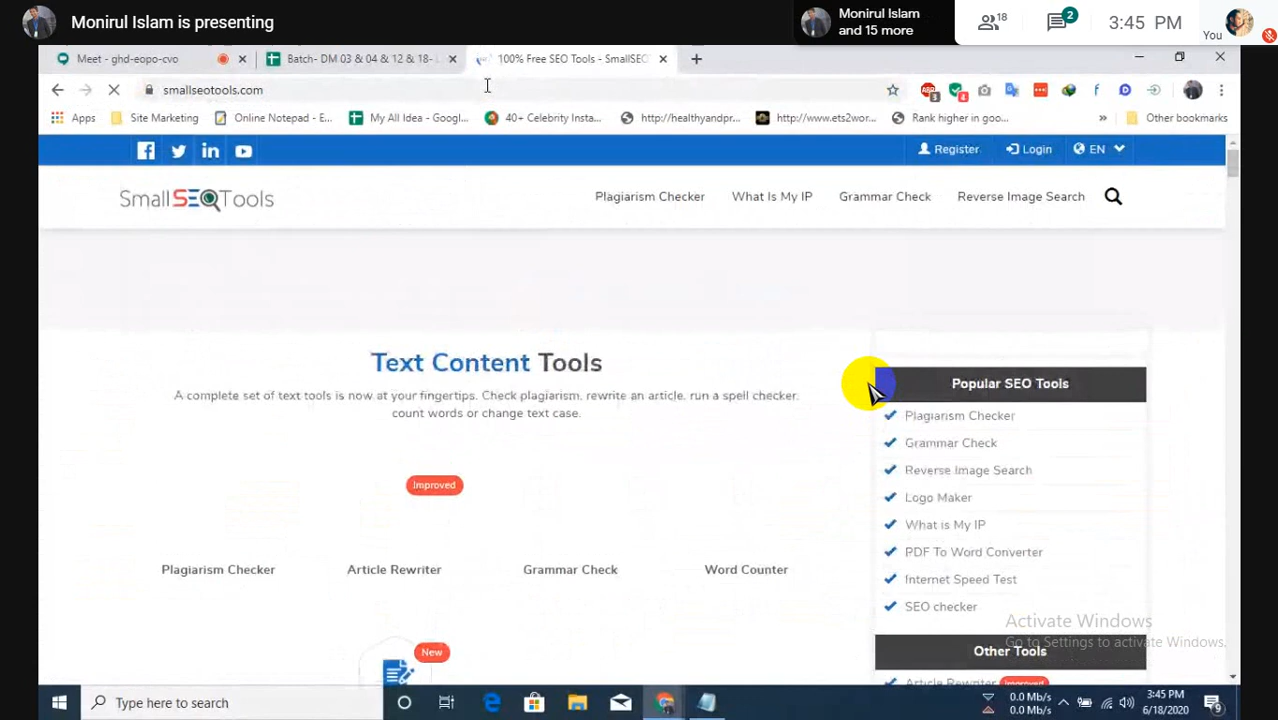 Monirul Islam is presenting
Monirul Islam
and 15 more
18
2
3:45 PM
You
Meet - ghd-eopo-cvo
Batch- DM 03 & 04 & 12 & 18- L
100% Free SEO Tools - SmallSEO
smallseotools.com
3
4
Apps
Site Marketing
Online Notepad - E...
My All Idea - Googl...
40+ Celebrity Insta...
http://healthyandpr...
http://www.ets2wor...
Rank higher in goo...
»
Other bookmarks
Register
Login
EN
SmallSEOTools
Plagiarism Checker
What Is My IP
Grammar Check
Reverse Image Search
Text Content Tools
A complete set of text tools is now at your fingertips. Check plagiarism, rewrite an article, run a spell checker,
count words or change text case.
Improved
Plagiarism Checker
Article Rewriter
Grammar Check
Word Counter
New
Popular SEO Tools
Plagiarism Checker
Grammar Check
Reverse Image Search
Logo Maker
What is My IP
PDF To Word Converter
Internet Speed Test
SEO checker
Other Tools
Article Rewriter Improved
Activate Windows
Go to Settings to activate Windows.
Type here to search
0.0 Mb/s
0.0 Mb/s
3:45 PM
6/18/2020
9